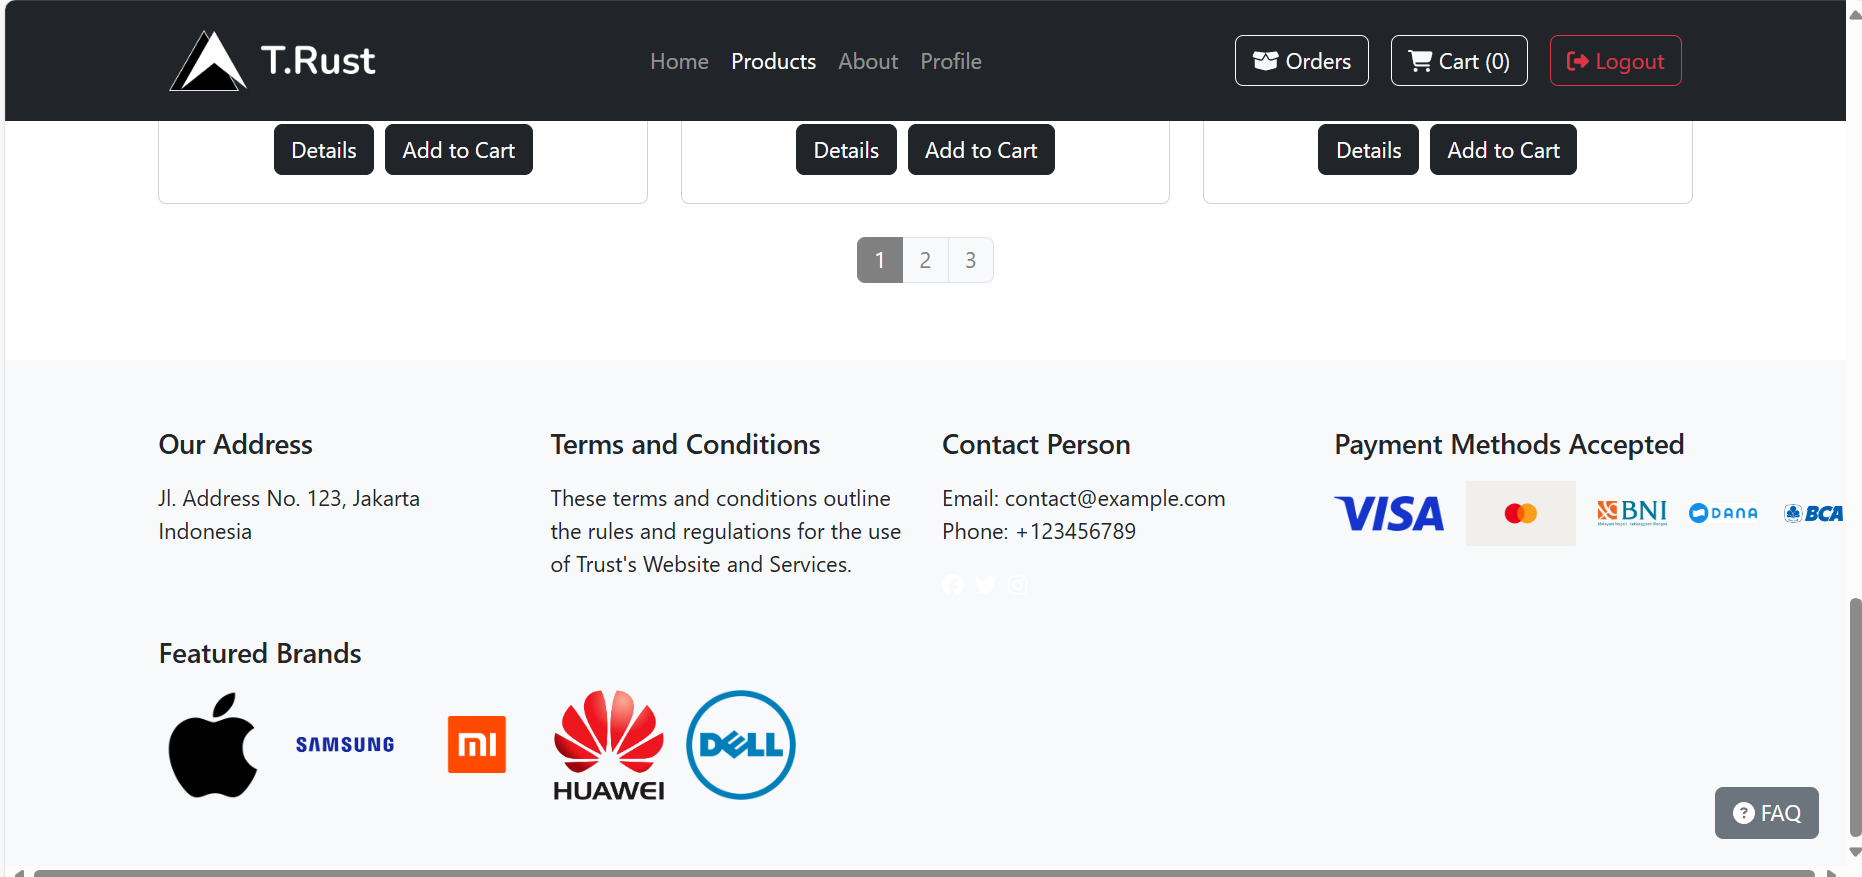 T.Rust
Home Products About Profile
Orders
Cart (0)
Logout
Details Add to Cart
Details Add to Cart
Details Add to Cart
1 2 3
Our Address
Jl. Address No. 123, Jakarta
Indonesia
Terms and Conditions
These terms and conditions outline
the rules and regulations for the use
of Trust's Website and Services.
Contact Person
Email: contact@example.com
Phone: +123456789
Payment Methods Accepted
VISA
BNI
DANA
BCA
Featured Brands
SAMSUNG
mi
HUAWEI
DELL
? FAQ